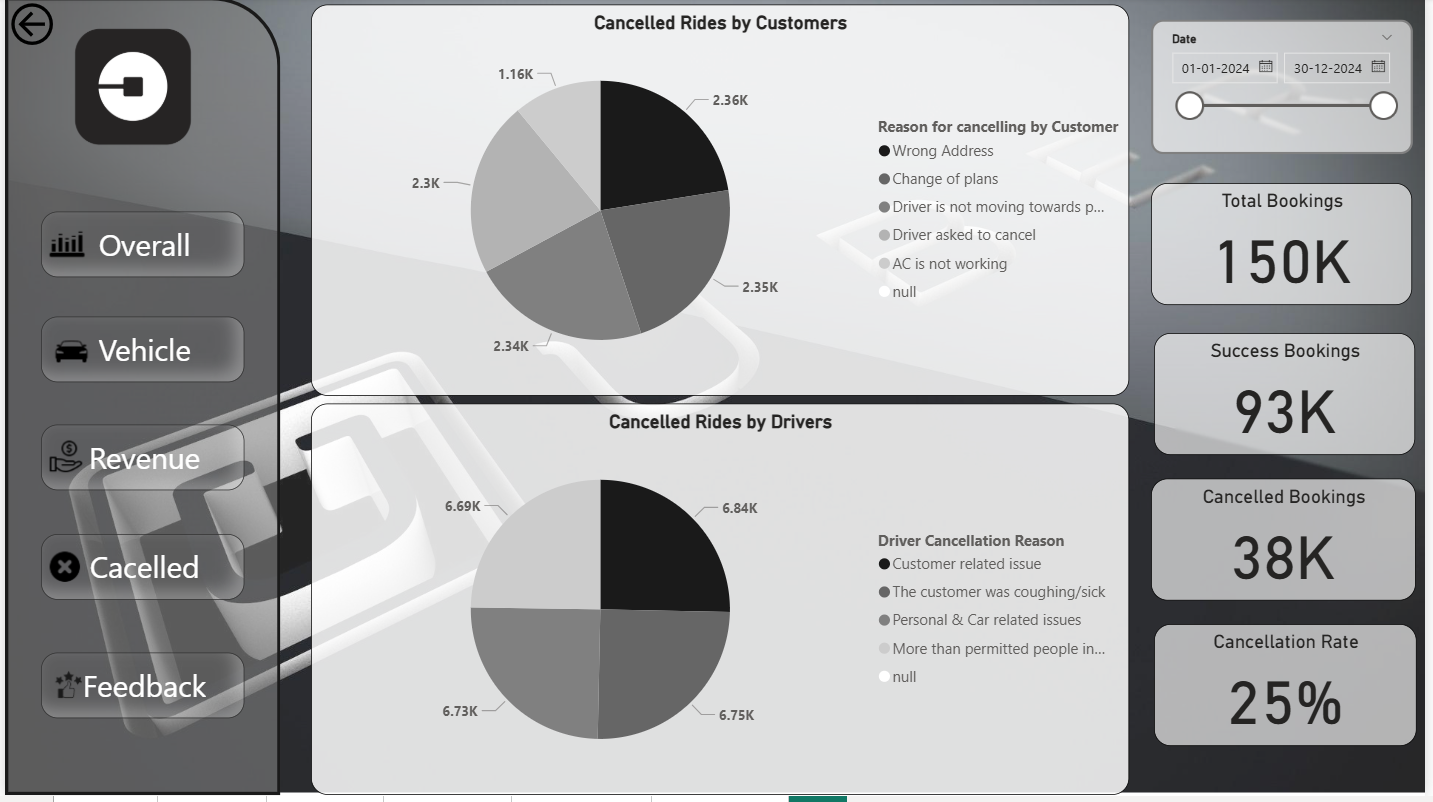 Overall
Vehicle
Revenue
Cacelled
Feedback
Cancelled Rides by Customers
1.16K
2.36K
2.3K
2.35K
2.34K
Reason for cancelling by Customer
Wrong Address
Change of plans
Driver is not moving towards p...
Driver asked to cancel
AC is not working
null
Cancelled Rides by Drivers
6.69K
6.84K
6.73K
6.75K
Driver Cancellation Reason
Customer related issue
The customer was coughing/sick
Personal & Car related issues
More than permitted people in...
null
Date
01-01-2024
30-12-2024
Total Bookings
150K
Success Bookings
93K
Cancelled Bookings
38K
Cancellation Rate
25%